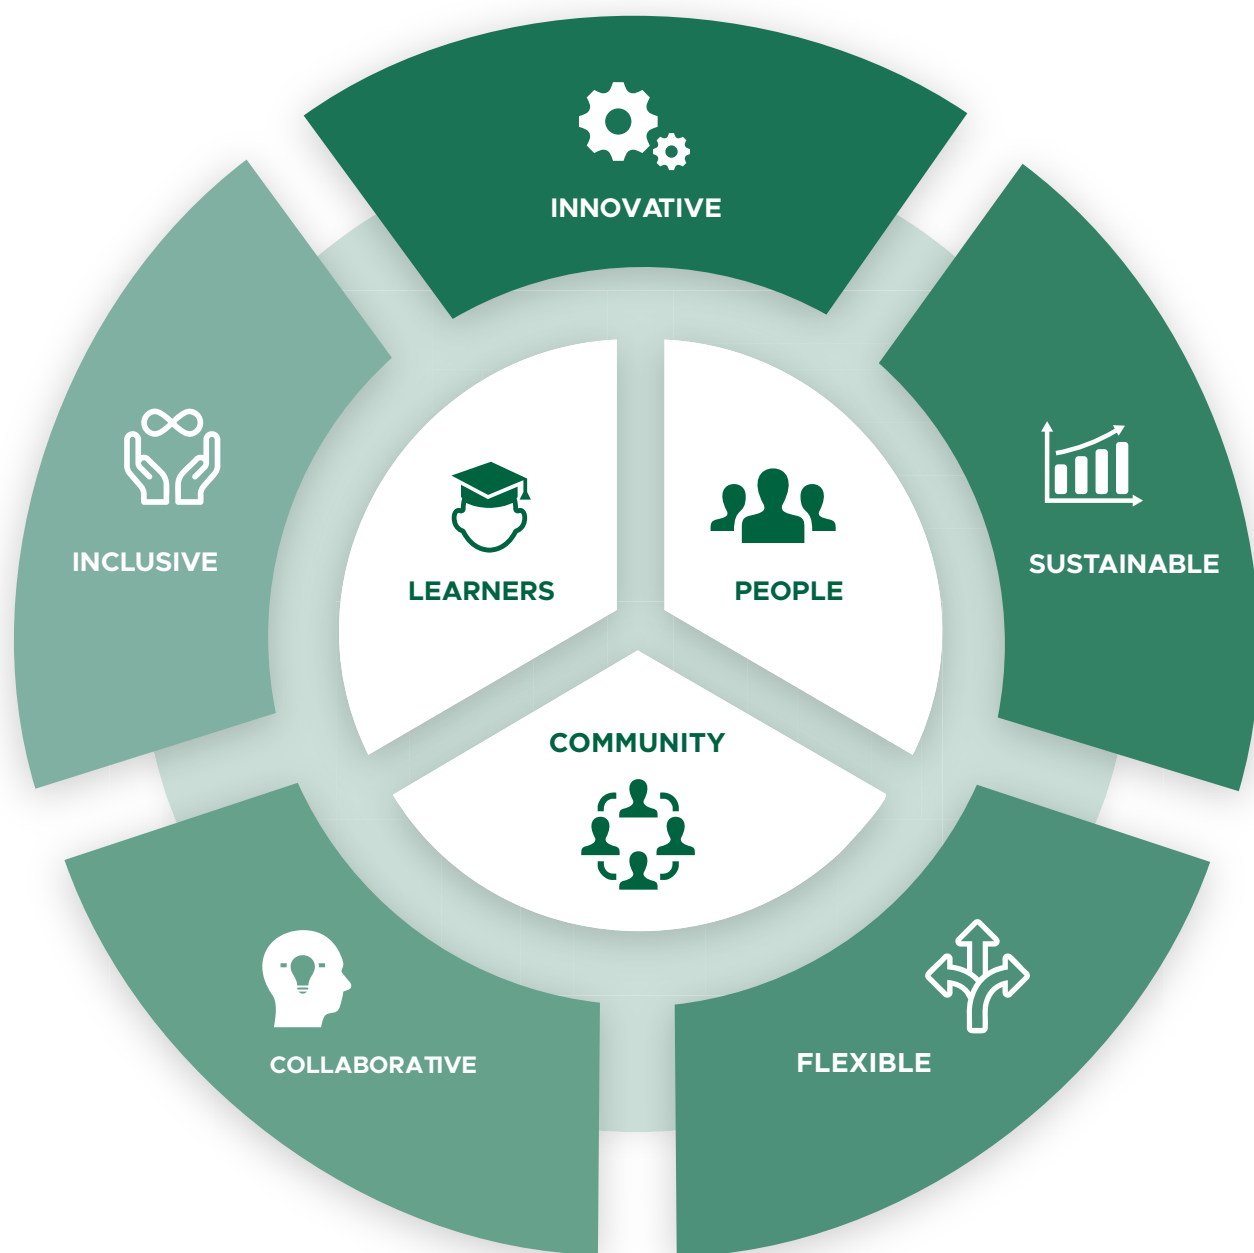 INNOVATIVE
INCLUSIVE
SUSTAINABLE
LEARNERS
PEOPLE
COMMUNITY
COLLABORATIVE
FLEXIBLE